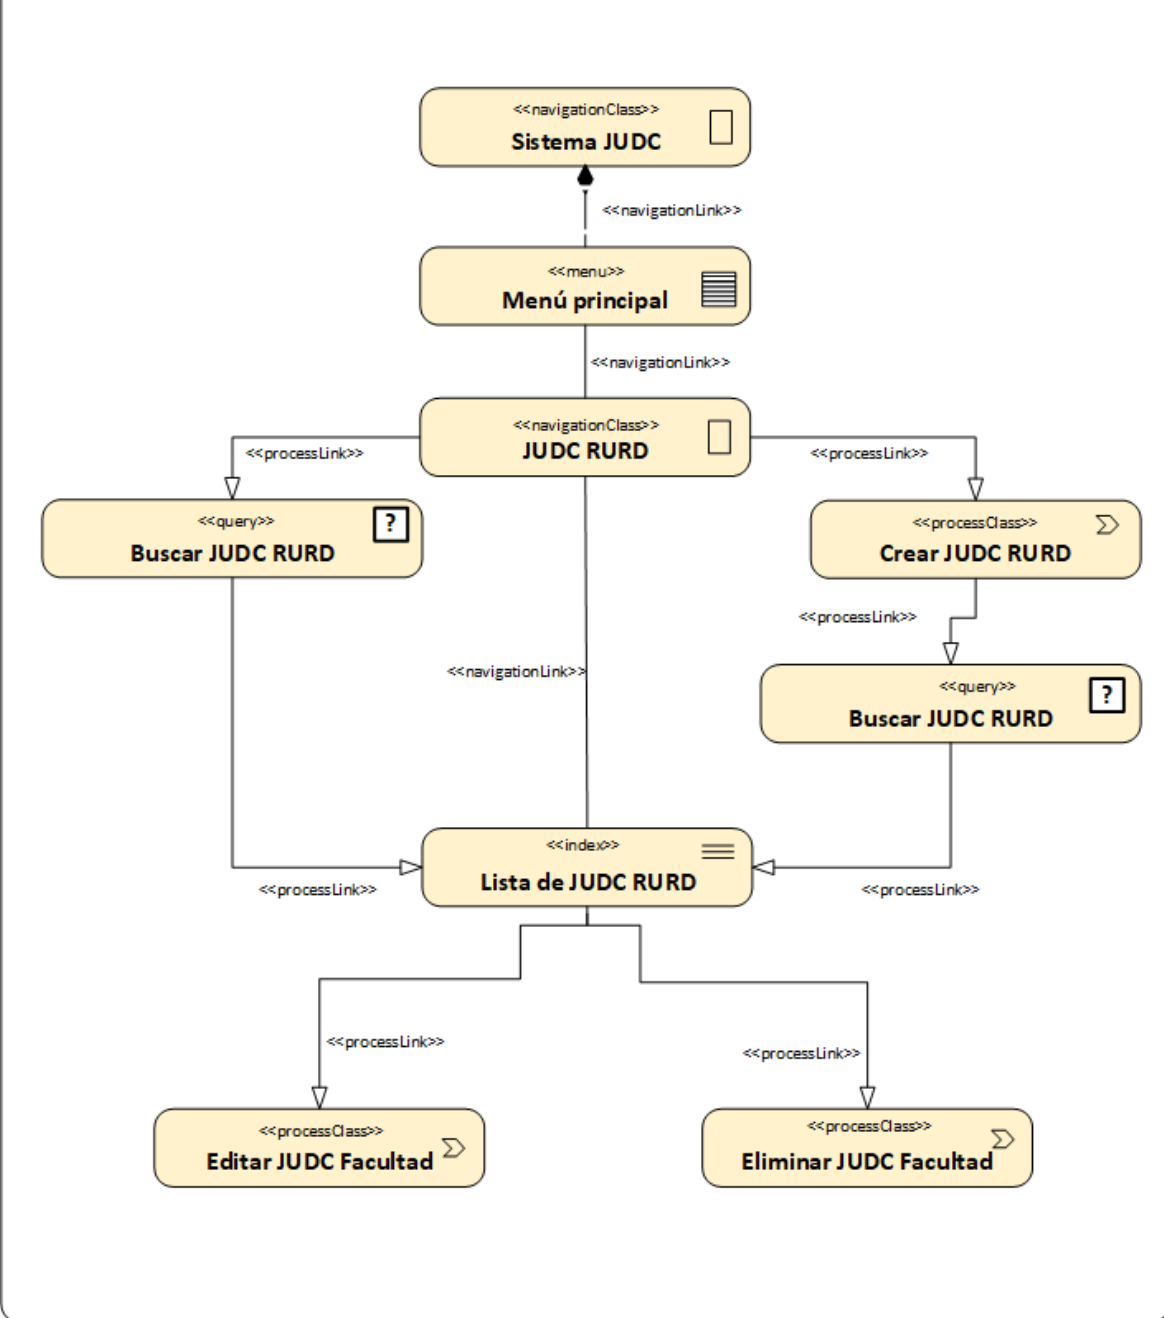 <<navigationClass>>
Sistema JUDC
<<navigationLink>>
<<menu>>
Menú principal
<<navigationLink>>
<<navigationClass>>
JUDC RURD
<<processLink>>
<<processLink>>
<<query>>
?
Buscar JUDC RURD
<<processClass>>
Crear JUDC RURD
<<processLink>>
<<navigationLink>>
<<query>>
?
Buscar JUDC RURD
<<index>>
Lista de JUDC RURD
<<processLink>>
<<processLink>>
<<processLink>>
<<processLink>>
<<processClass>>
Editar JUDC Facultad
<<processClass>>
Eliminar JUDC Facultad